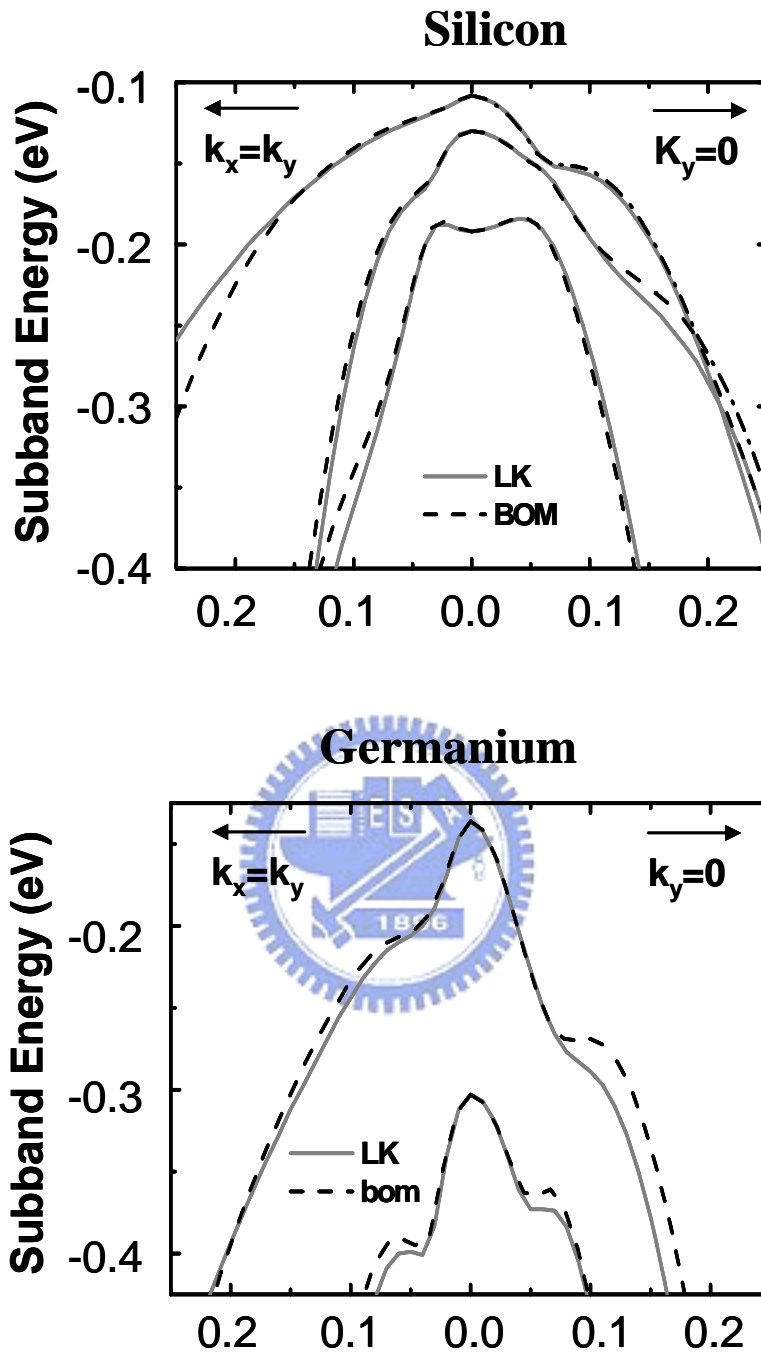 Silicon
-0.1
k_x=k_y
K_y=0
-0.2
Subband Energy (eV)
-0.3
LK
BOM
-0.4
0.2 0.1 0.0 0.1 0.2
Germanium
E S A
k_x=k_y
k_y=0
-0.2
1896
Subband Energy (eV)
-0.3
LK
bom
-0.4
0.2 0.1 0.0 0.1 0.2